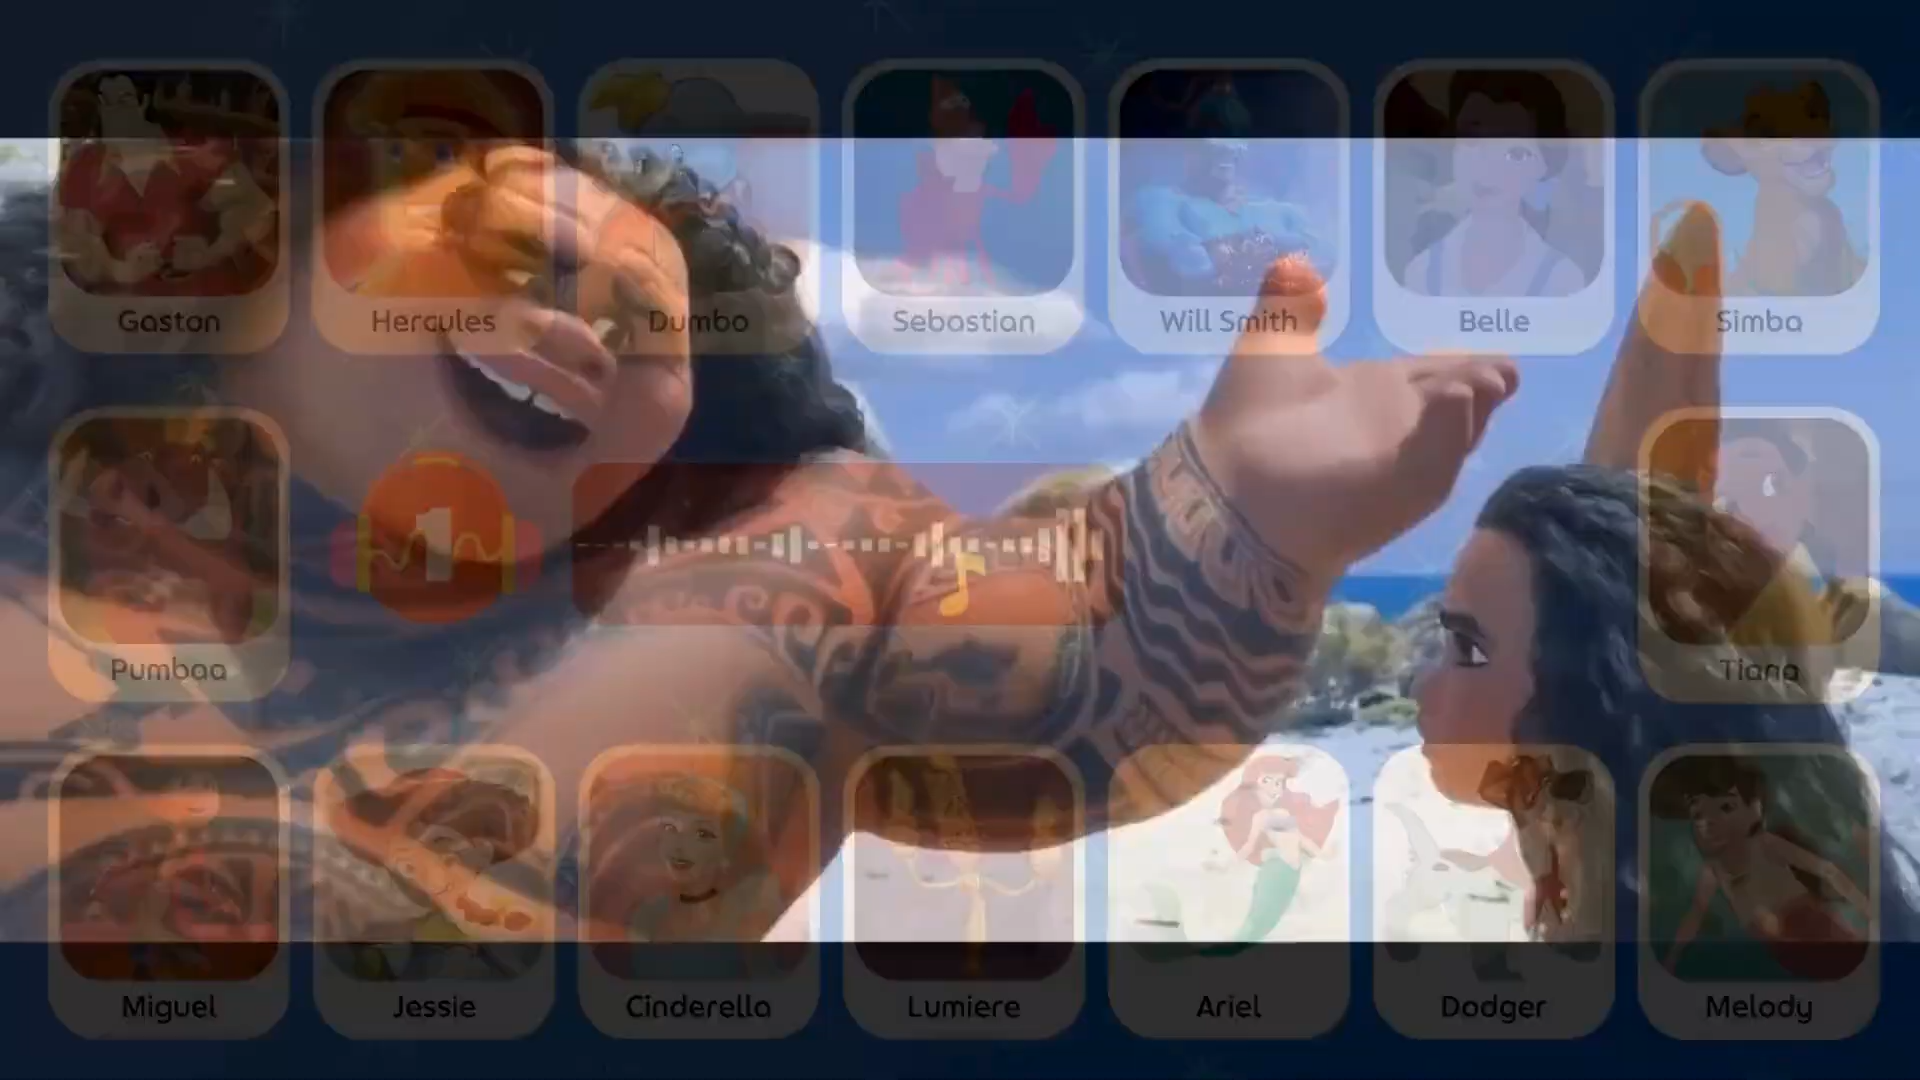 Gaston
Hercules
Dumbo
Sebastian
Will Smith
Belle
Simba
Pumbaa
1
Tiana
Miguel
Jessie
Cinderella
Lumiere
Ariel
Dodger
Melody